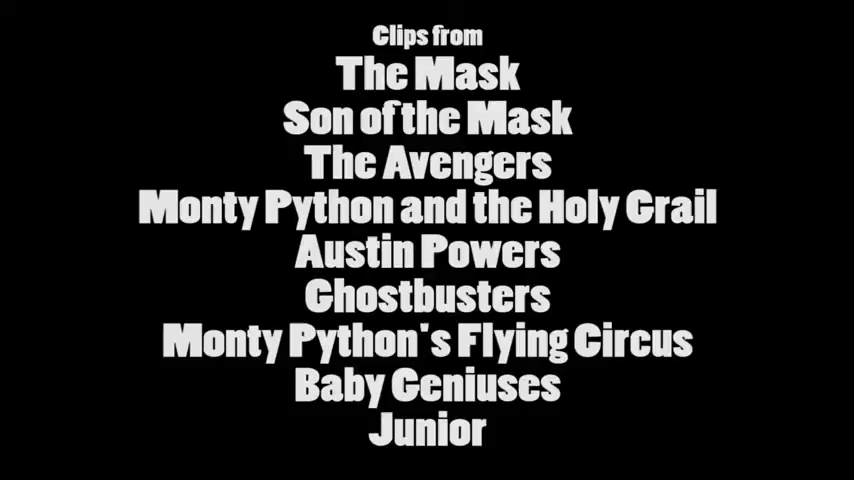 Clips from
The Mask
Son of the Mask
The Avengers
Monty Python and the Holy Grail
Austin Powers
Ghostbusters
Monty Python's Flying Circus
Baby Geniuses
Junior